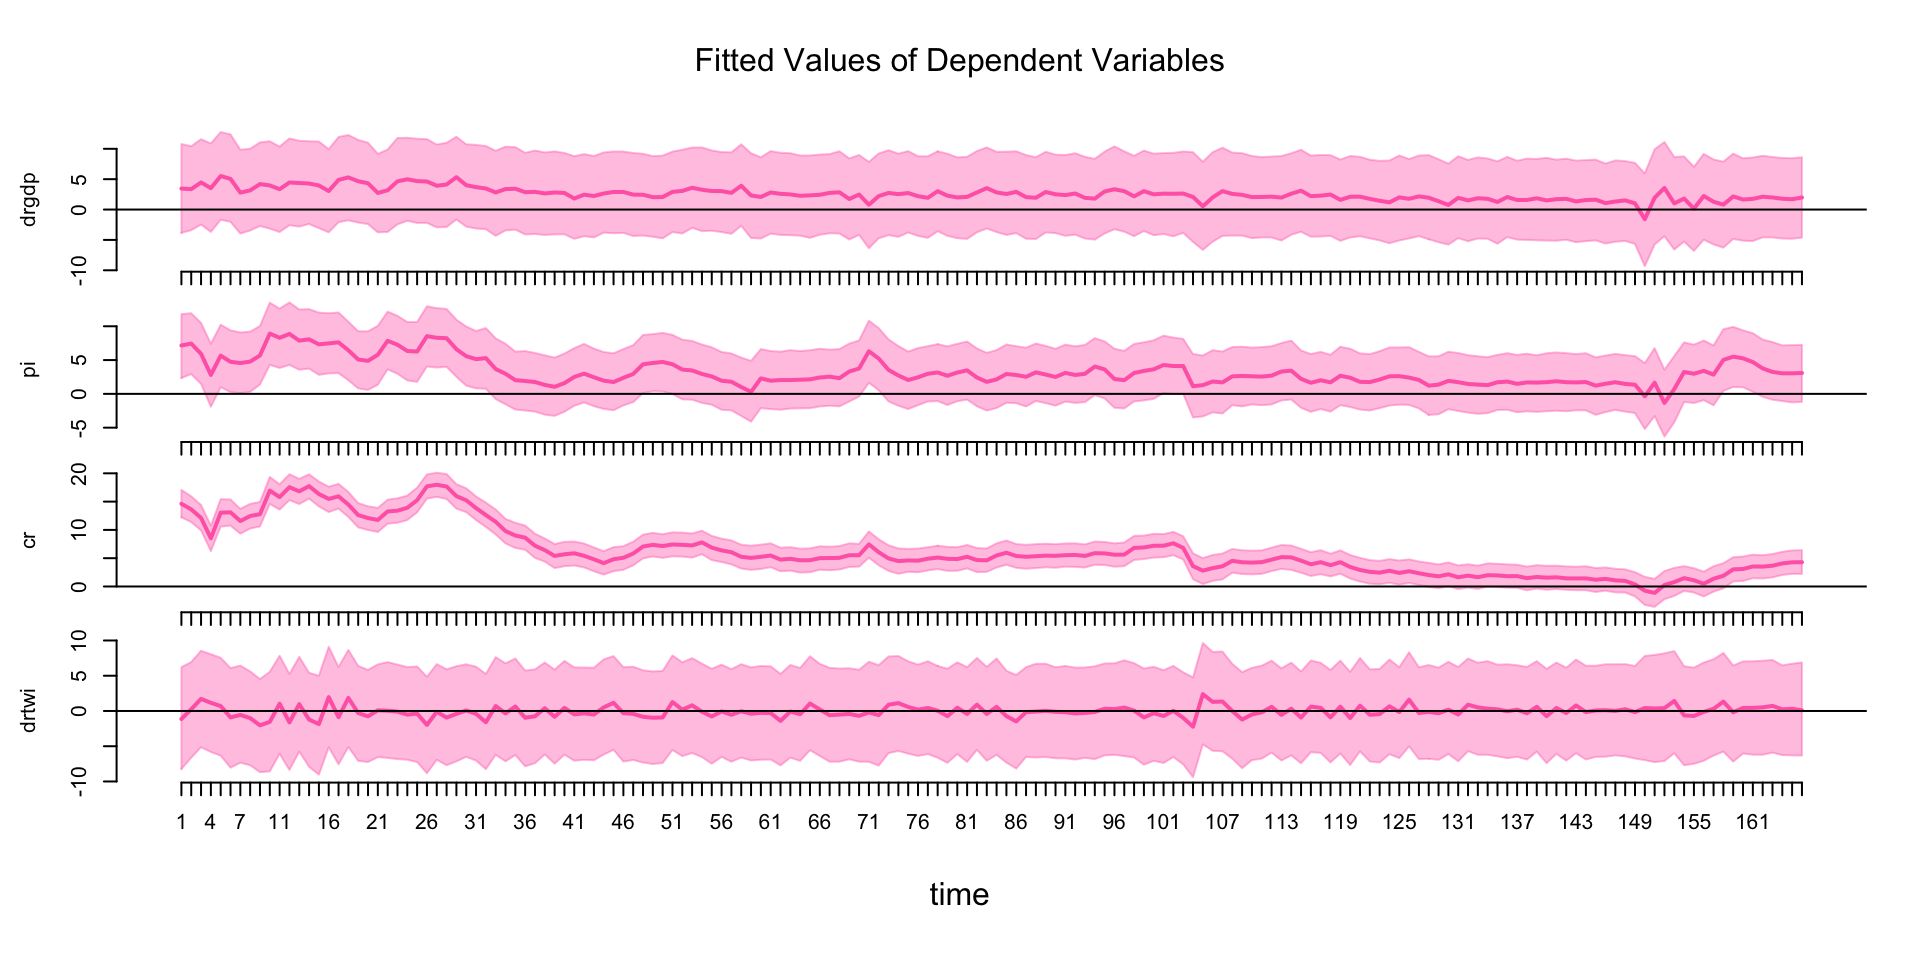 Fitted Values of Dependent Variables
drgdp
-10 0 5
pi
-5 0 5
cr
0 10 20
drtwi
-10 0 5 10
1 4 7 11 16 21 26 31 36 41 46 51 56 61 66 71 76 81 86 91 96 101 107 113 119 125 131 137 143 149 155 161
time